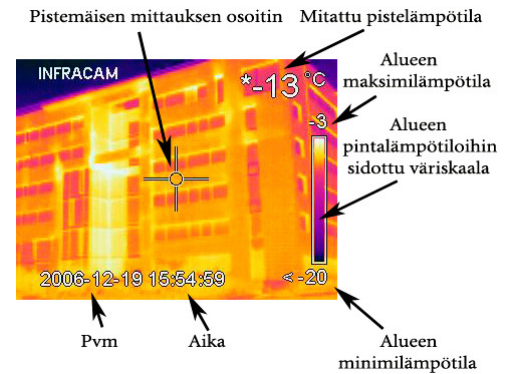 Pistemäisen mittauksen osoitin
Mitattu pistelämpötila
INFRACAM
*-13 °C
Alueen
maksimilämpötila
-3
Alueen
pintalämpötiloihin
sidottu väriskaala
2006-12-19 15:54:59
< -20
Pvm
Aika
Alueen
minimilämpötila